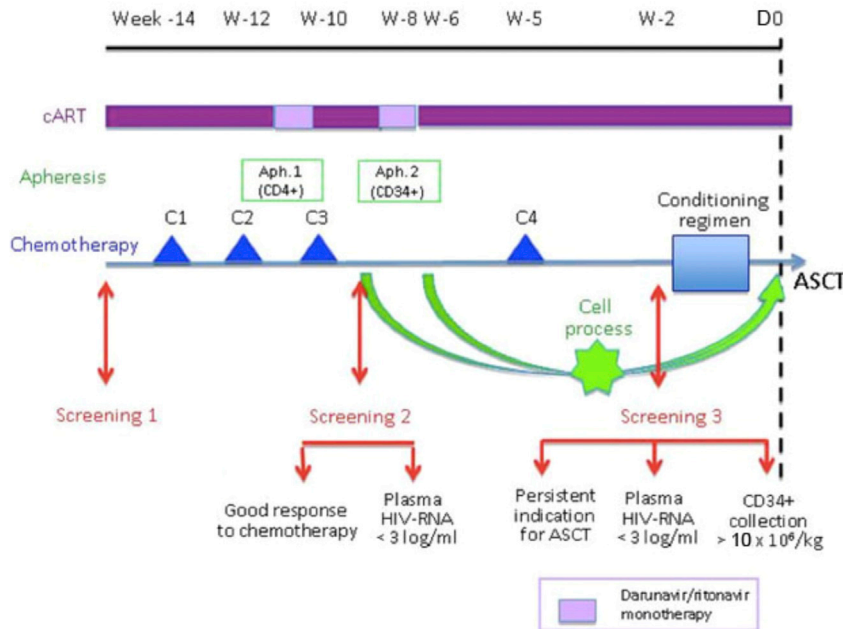 Week -14 W-12 W-10 W-8 W-6 W-5 W-2 D0
cART
Apheresis
Aph.1
(CD4+)
Aph.2
(CD34+)
Conditioning
regimen
Chemotherapy
C1 C2 C3 C4
ASCT
Cell
process
Screening 1 Screening 2 Screening 3
Good response
to chemotherapy
Plasma
HIV-RNA
< 3 log/ml
Persistent
indication
for ASCT
Plasma
HIV-RNA
< 3 log/ml
CD34+
collection
> 10 x 10⁶/kg
Darunavir/ritonavir
monotherapy